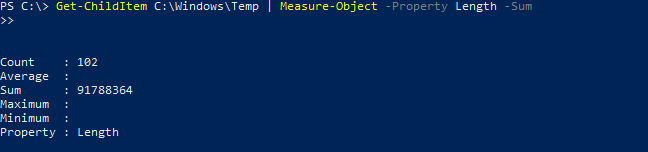 PS C:\> Get-ChildItem C:\Windows\Temp | Measure-Object -Property Length -Sum
>>
Count    : 102
Average  :
Sum      : 91788364
Maximum  :
Minimum  :
Property : Length